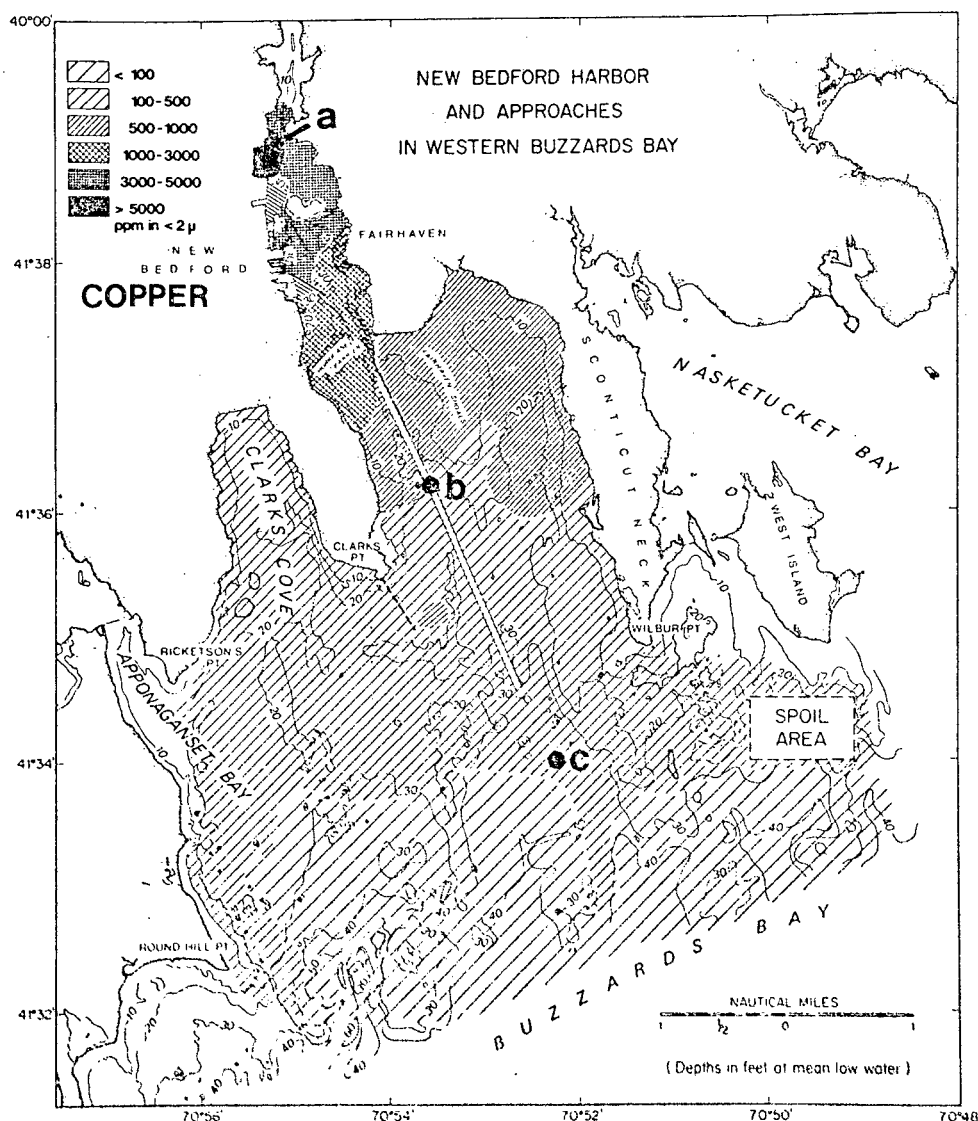 40°00'
< 100
100-500
500-1000
1000-3000
3000-5000
> 5000
ppm in < 2 µ
a
NEW BEDFORD HARBOR
AND APPROACHES
IN WESTERN BUZZARDS BAY
NEW
BEDFORD
FAIRHAVEN
41°38'
COPPER
SCONTICUT NECK
NASKETUCKET BAY
CLARKS COVE
b
41°36'
CLARKS
PT
WEST ISLAND
WILBUR PT
RICKETSON'S
PT
APPONAGANSET BAY
SPOIL
AREA
c
41°34'
ROUND HILL PT
BUZZARDS BAY
41°32'
NAUTICAL MILES
1 ½ 0 1
( Depths in feet at mean low water )
70°56' 70°54' 70°52' 70°50' 70°48'